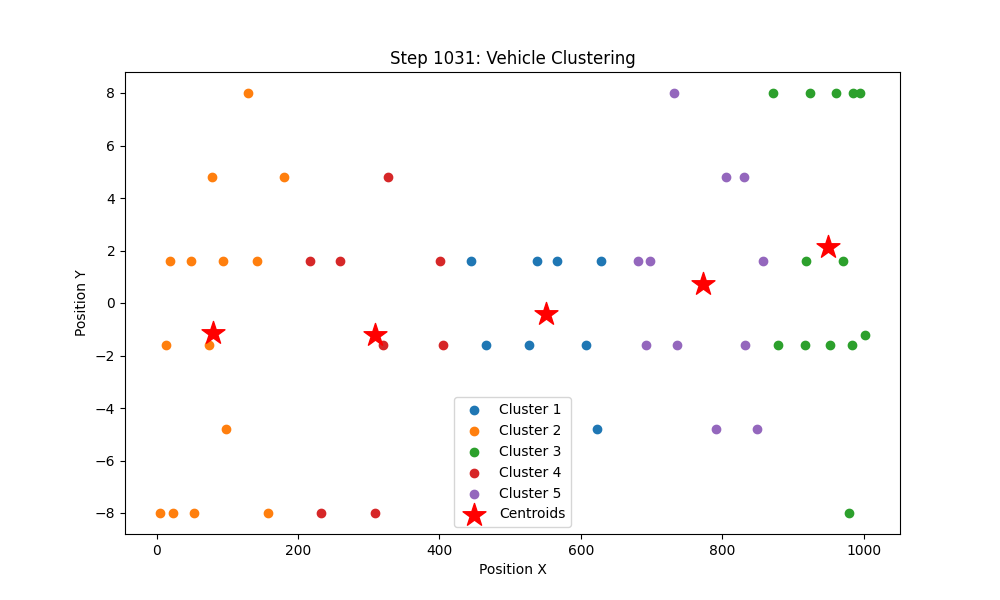 Step 1031: Vehicle Clustering
Position Y
8
6
4
2
0
−2
−4
−6
−8
Cluster 1
Cluster 2
Cluster 3
Cluster 4
Cluster 5
Centroids
0 200 400 600 800 1000
Position X